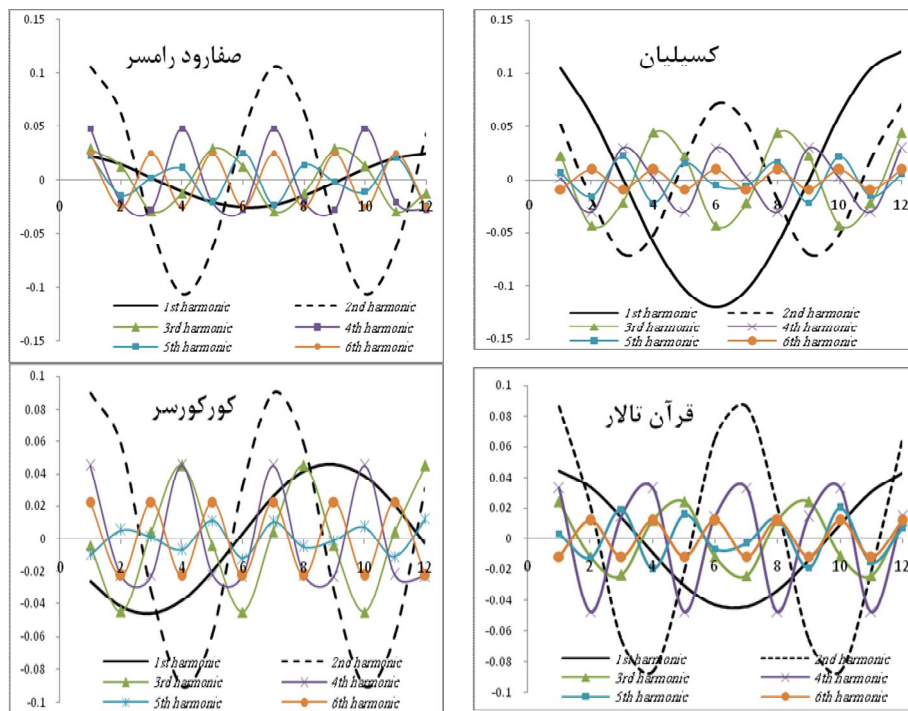 صفارود رامسر
0.15
0.1
0.05
0
-0.05
-0.1
-0.15
0 2 4 6 8 10 12
1st harmonic 2nd harmonic
3rd harmonic 4th harmonic
5th harmonic 6th harmonic
کسیلیان
0.15
0.1
0.05
0
-0.05
-0.1
-0.15
0 2 4 6 8 10 12
1st harmonic 2nd harmonic
3rd harmonic 4th harmonic
5th harmonic 6th harmonic
کورکورسر
0.1
0.08
0.06
0.04
0.02
0
-0.02
-0.04
-0.06
-0.08
-0.1
0 2 4 6 8 10 12
1st harmonic 2nd harmonic
3rd harmonic 4th harmonic
5th harmonic 6th harmonic
قرآن تالار
0.1
0.08
0.06
0.04
0.02
0
-0.02
-0.04
-0.06
-0.08
-0.1
0 2 4 6 8 10 12
1st harmonic 2nd harmonic
3rd harmonic 4th harmonic
5th harmonic 6th harmonic